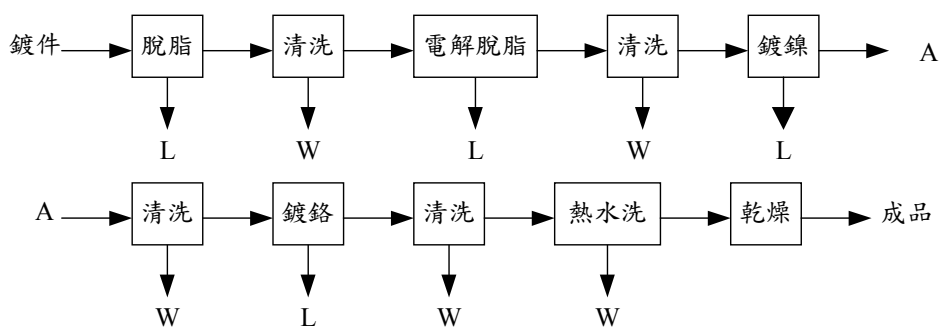 鍍件 脫脂 清洗 電解脫脂 清洗 鍍鎳 A
L W L W L
A 清洗 鍍鉻 清洗 熱水洗 乾燥 成品
W L W W